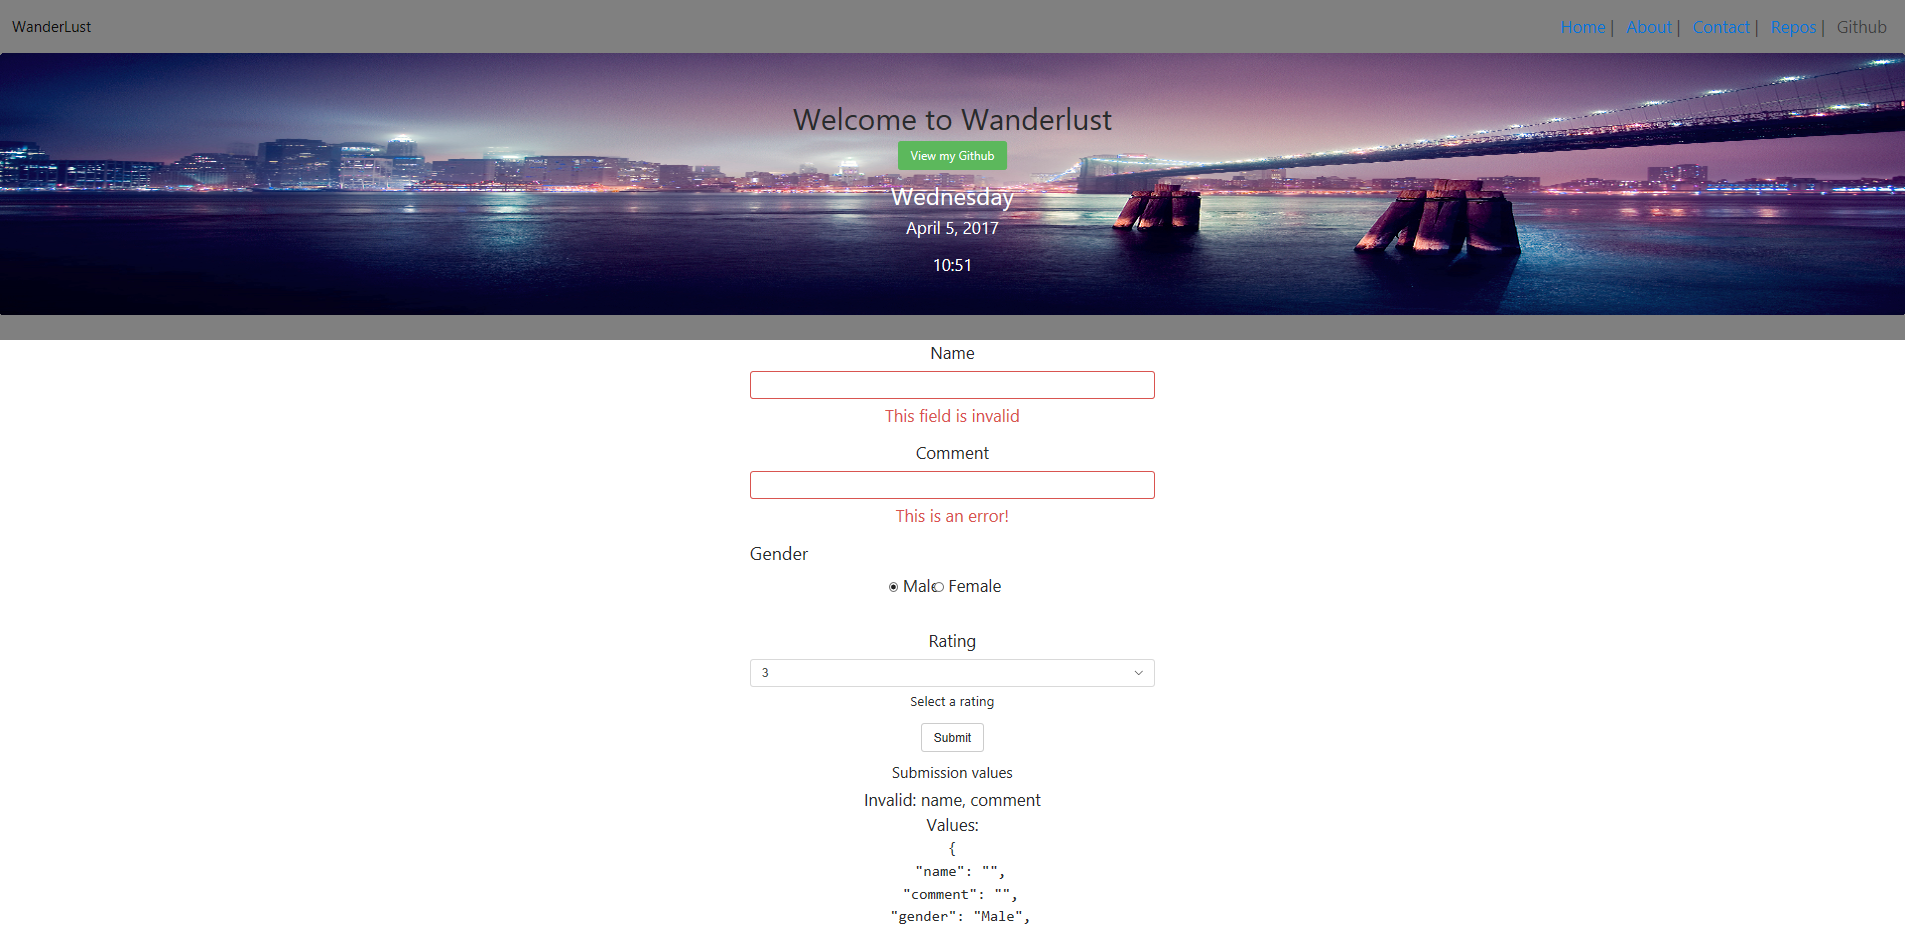 WanderLust
Home | About | Contact | Repos | Github
Welcome to Wanderlust
View my Github
Wednesday
April 5, 2017
10:51
Name
This field is invalid
Comment
This is an error!
Gender
Male Female
Rating
3
Select a rating
Submit
Submission values
Invalid: name, comment
Values:
{
"name": "",
"comment": "",
"gender": "Male",